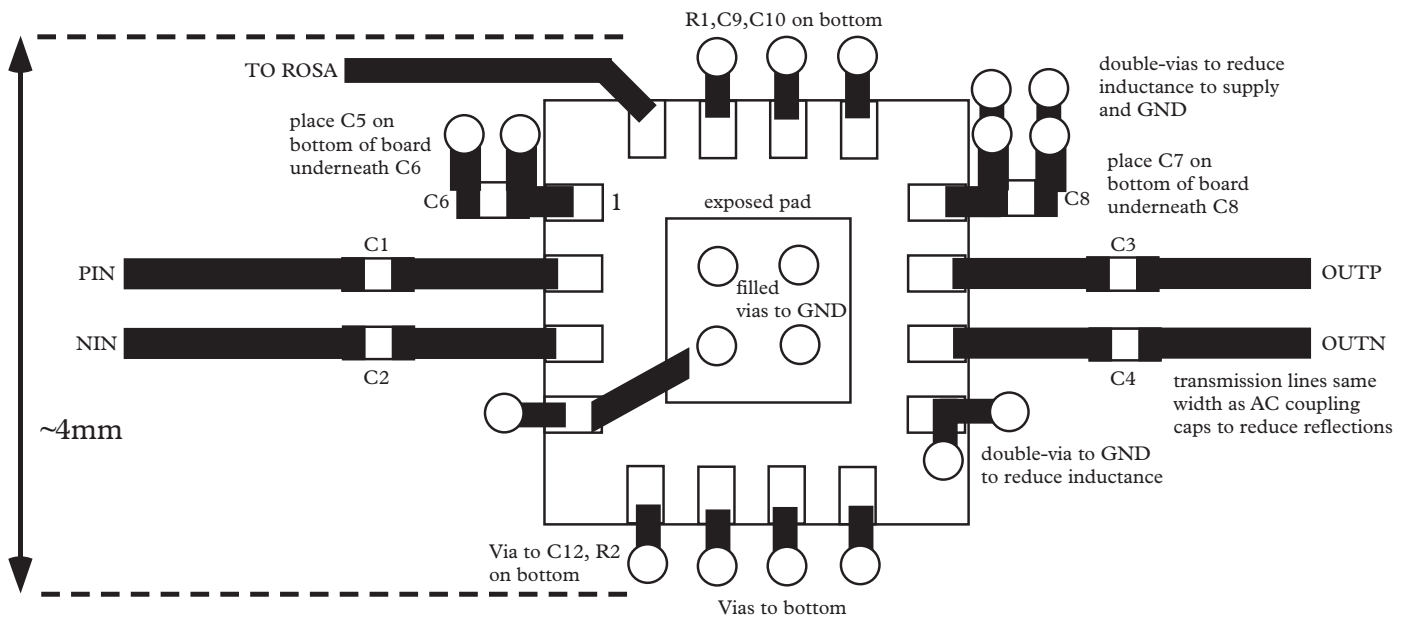 R1,C9,C10 on bottom
TO ROSA
double-vias to reduce
inductance to supply
and GND
place C5 on
bottom of board
underneath C6
place C7 on
bottom of board
underneath C8
C6
1
exposed pad
C8
C1
C3
PIN
filled
vias to GND
OUTP
NIN
OUTN
C2
C4
transmission lines same
width as AC coupling
caps to reduce reflections
~4mm
double-via to GND
to reduce inductance
Via to C12, R2
on bottom
Vias to bottom